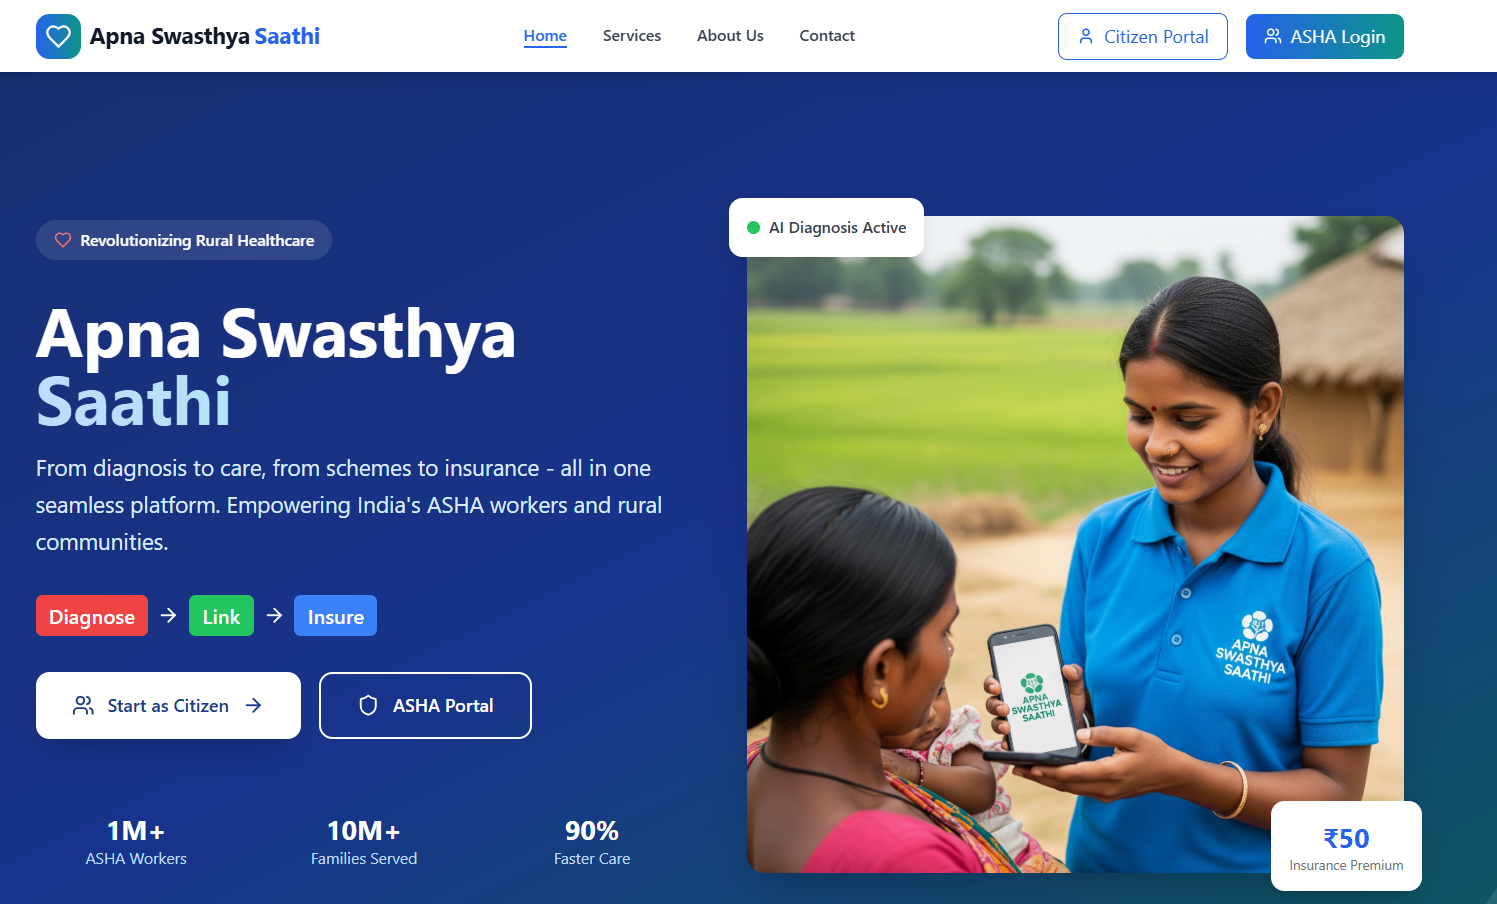 Apna Swasthya Saathi
Home
Services
About Us
Contact
Citizen Portal
ASHA Login
Revolutionizing Rural Healthcare
Apna Swasthya
Saathi
From diagnosis to care, from schemes to insurance - all in one
seamless platform. Empowering India's ASHA workers and rural
communities.
Diagnose
Link
Insure
Start as Citizen
ASHA Portal
1M+
ASHA Workers
10M+
Families Served
90%
Faster Care
AI Diagnosis Active
APNA
SWASTHYA
SAATHI
APNA
SWASTHYA
SAATHI
₹50
Insurance Premium